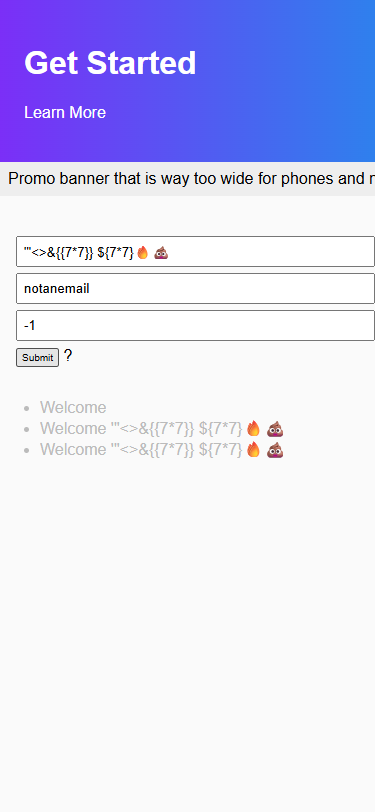 Get Started
Learn More
Promo banner that is way too wide for phones and
'"<>&{{7*7}} ${7*7}🔥 💩
notanemail
-1
Submit ?
Welcome
Welcome '"<>&{{7*7}} ${7*7}🔥 💩
Welcome '"<>&{{7*7}} ${7*7}🔥 💩